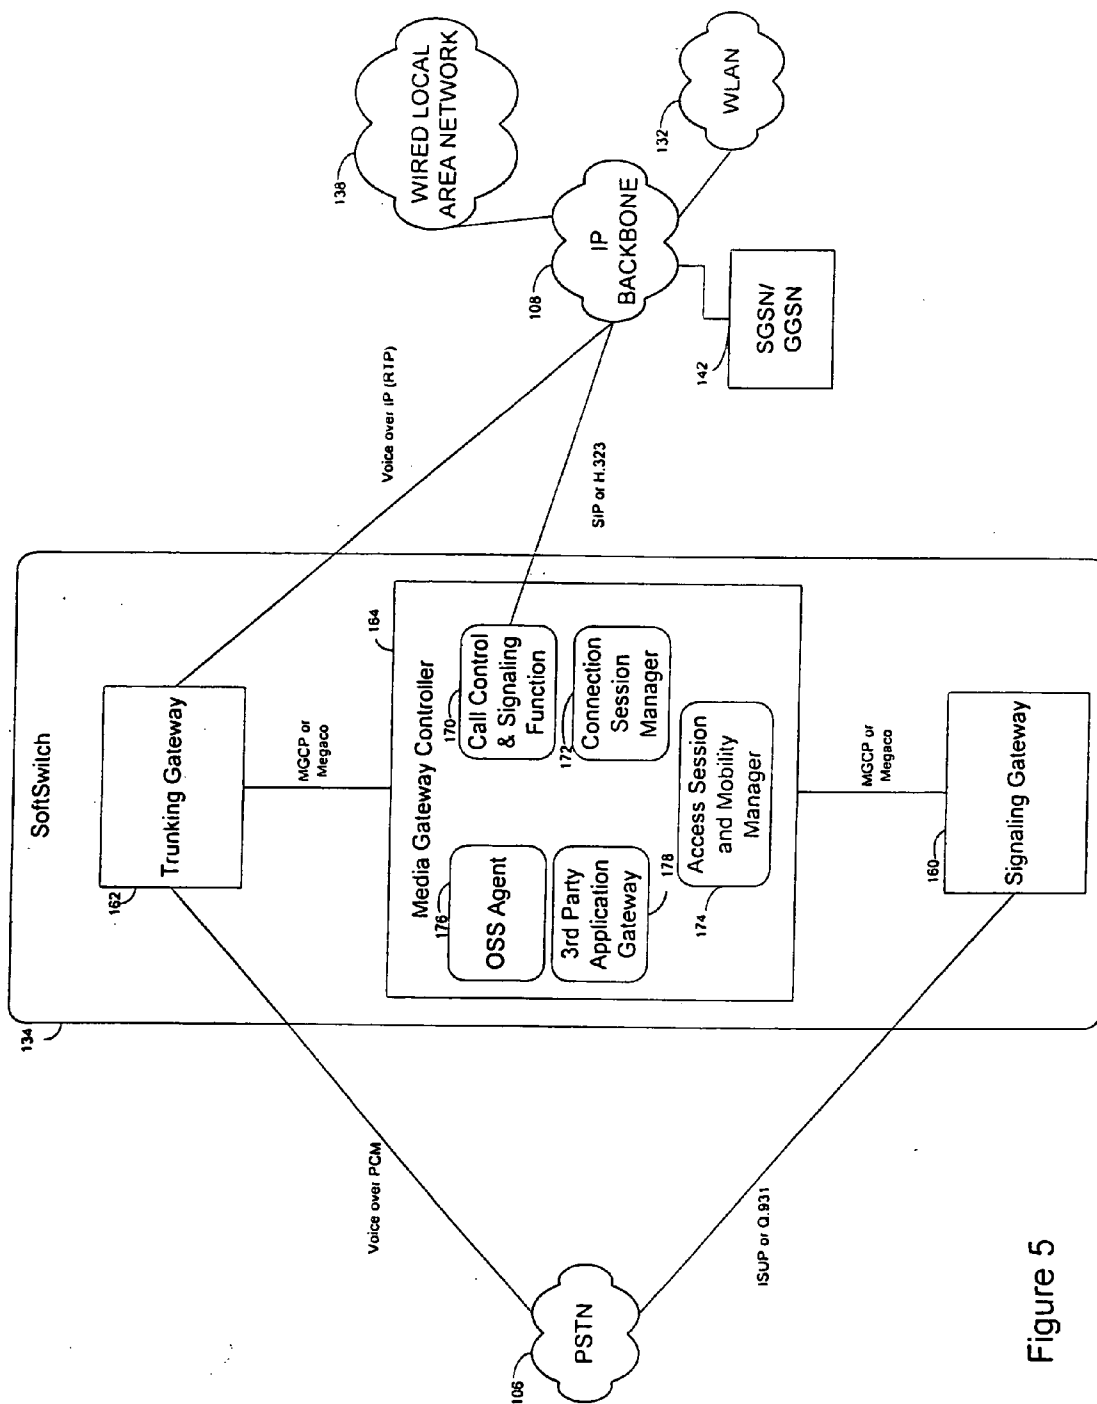 SoftSwitch
134
162
Trunking Gateway
Voice over PCM
Voice over IP (RTP)
MGCP or
Megaco
164
Media Gateway Controller
176
OSS Agent
170
Call Control
& Signaling
Function
3rd Party
Application
Gateway
178
172
Connection
Session
Manager
174
Access Session
and Mobility
Manager
MGCP or
Megaco
160
Signaling Gateway
ISUP or Q.931
106
PSTN
SIP or H.323
108
IP
BACKBONE
138
WIRED LOCAL
AREA NETWORK
132
WLAN
142
SGSN/
GGSN
Figure 5